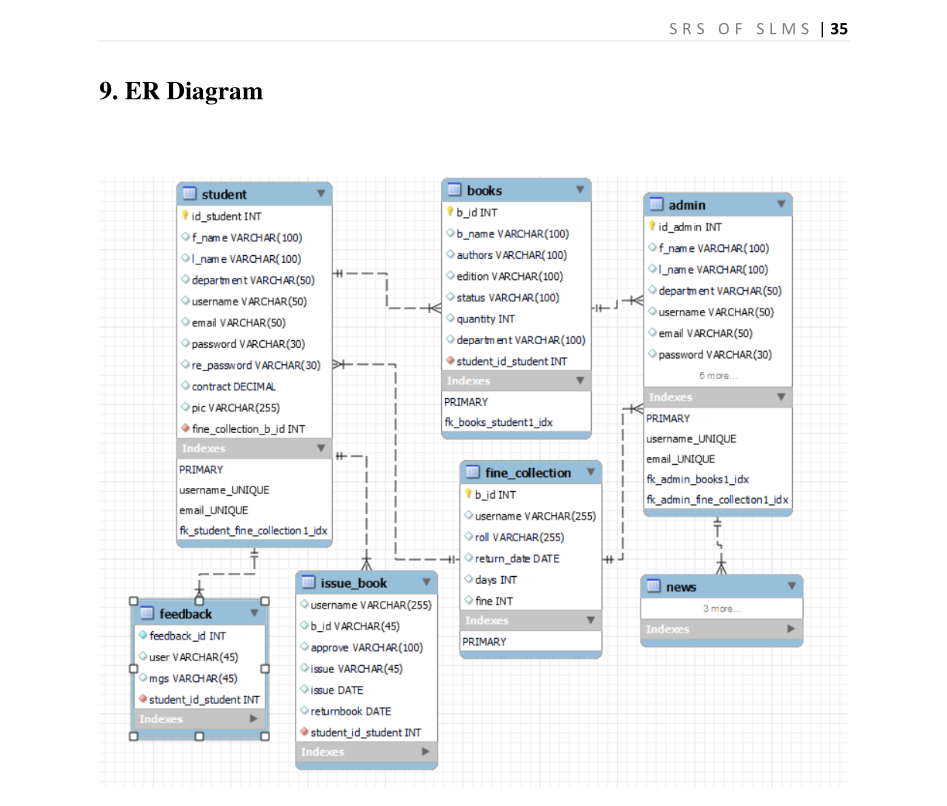 SRS OF SLMS | 35
9. ER Diagram
student
id_student INT
f_name VARCHAR(100)
l_name VARCHAR(100)
department VARCHAR(50)
username VARCHAR(50)
email VARCHAR(50)
password VARCHAR(30)
re_password VARCHAR(30)
contract DECIMAL
pic VARCHAR(255)
fine_collection_b_id INT
Indexes
PRIMARY
username_UNIQUE
email_UNIQUE
fk_student_fine_collection1_idx
books
b_id INT
b_name VARCHAR(100)
authors VARCHAR(100)
edition VARCHAR(100)
status VARCHAR(100)
quantity INT
department VARCHAR(100)
student_id_student INT
Indexes
PRIMARY
fk_books_student1_idx
admin
id_admin INT
f_name VARCHAR(100)
l_name VARCHAR(100)
department VARCHAR(50)
username VARCHAR(50)
email VARCHAR(50)
password VARCHAR(30)
5 more...
Indexes
PRIMARY
username_UNIQUE
email_UNIQUE
fk_admin_books1_idx
fk_admin_fine_collection1_idx
fine_collection
b_id INT
username VARCHAR(255)
roll VARCHAR(255)
return_date DATE
days INT
fine INT
Indexes
PRIMARY
feedback
feedback_id INT
user VARCHAR(45)
mgs VARCHAR(45)
student_id_student INT
Indexes
issue_book
username VARCHAR(255)
b_id VARCHAR(45)
approve VARCHAR(100)
issue VARCHAR(45)
issue DATE
returnbook DATE
student_id_student INT
Indexes
news
3 more...
Indexes